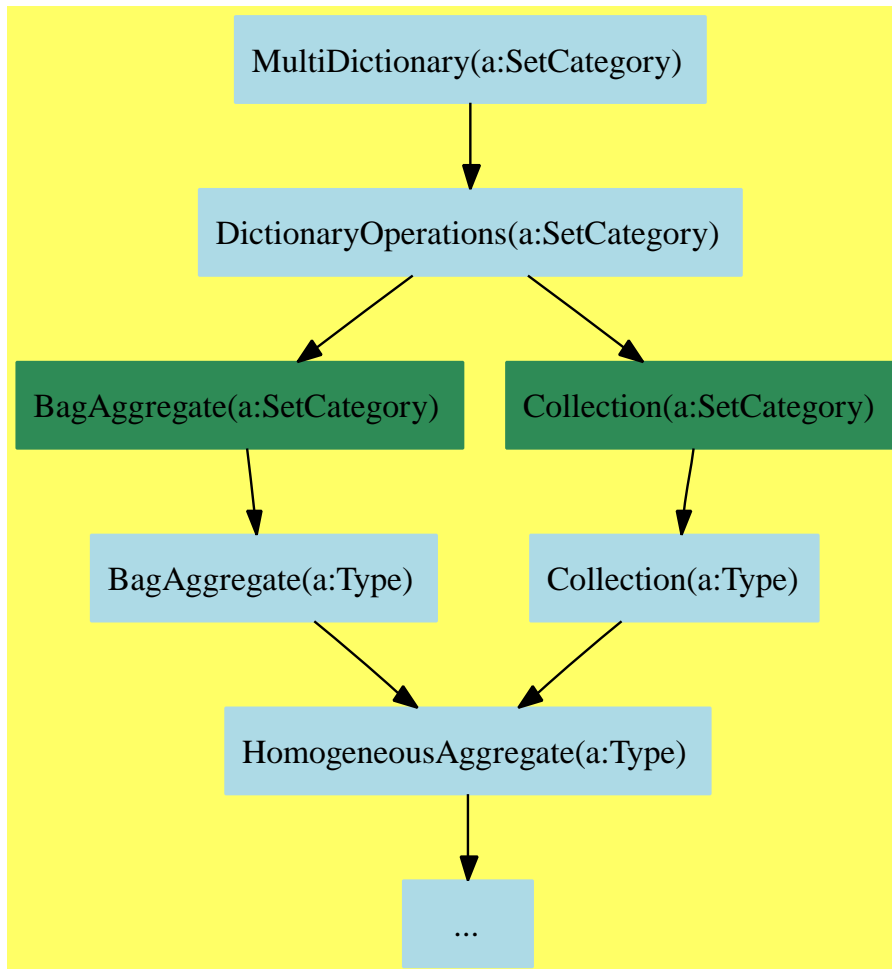 MultiDictionary(a:SetCategory)
DictionaryOperations(a:SetCategory)
BagAggregate(a:SetCategory)
Collection(a:SetCategory)
BagAggregate(a:Type)
Collection(a:Type)
HomogeneousAggregate(a:Type)
...